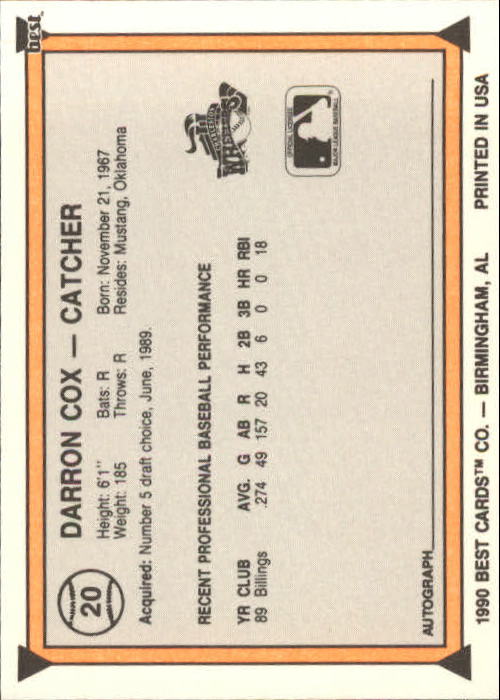 best
20
DARRON COX — CATCHER
Height: 6'1" Bats: R Born: November 21, 1967
Weight: 185 Throws: R Resides: Mustang, Oklahoma
Acquired: Number 5 draft choice, June, 1989.
RECENT PROFESSIONAL BASEBALL PERFORMANCE
YR CLUB AVG. G AB R H 2B 3B HR RBI
89 Billings .274 49 157 20 43 6 0 0 18
AUTOGRAPH
1990 BEST CARDS™ CO. — BIRMINGHAM, AL PRINTED IN USA